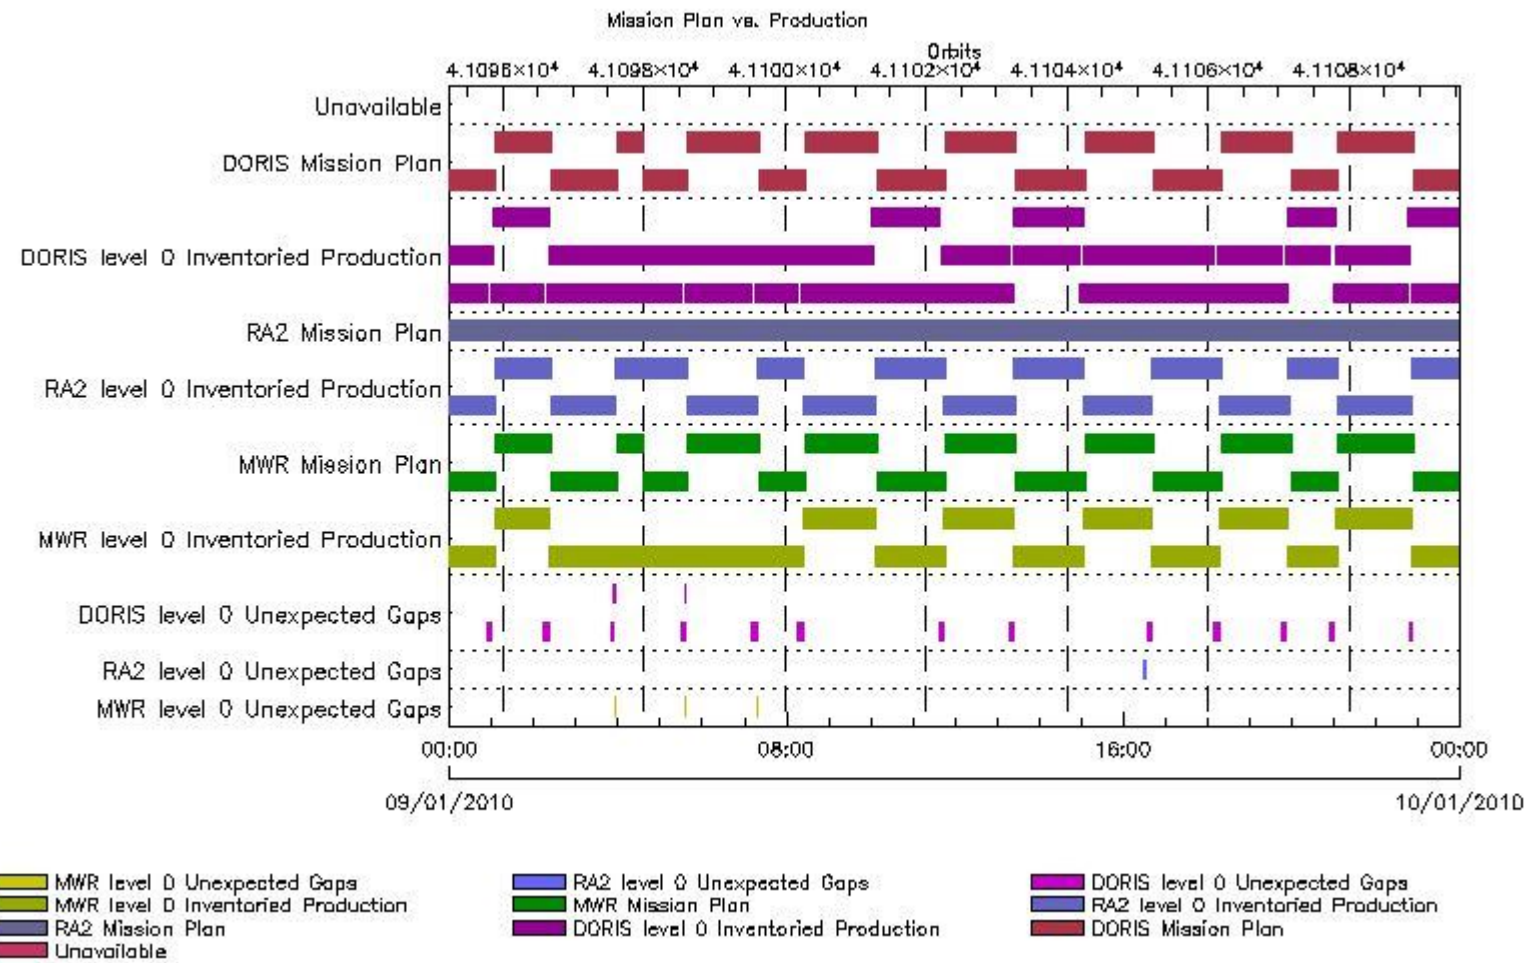 Mission Plan vs. Production
Orbits
4.1096×10⁴ 4.1098×10⁴ 4.1100×10⁴ 4.1102×10⁴ 4.1104×10⁴ 4.1106×10⁴ 4.1108×10⁴
Unavailable
DORIS Mission Plan
DORIS level 0 Inventoried Production
RA2 Mission Plan
RA2 level 0 Inventoried Production
MWR Mission Plan
MWR level 0 Inventoried Production
DORIS level 0 Unexpected Gaps
RA2 level 0 Unexpected Gaps
MWR level 0 Unexpected Gaps
00:00 08:00 16:00 00:00
09/01/2010 10/01/2010
MWR level 0 Unexpected Gaps RA2 level 0 Unexpected Gaps DORIS level 0 Unexpected Gaps
MWR level 0 Inventoried Production MWR Mission Plan RA2 level 0 Inventoried Production
RA2 Mission Plan DORIS level 0 Inventoried Production DORIS Mission Plan
Unavailable